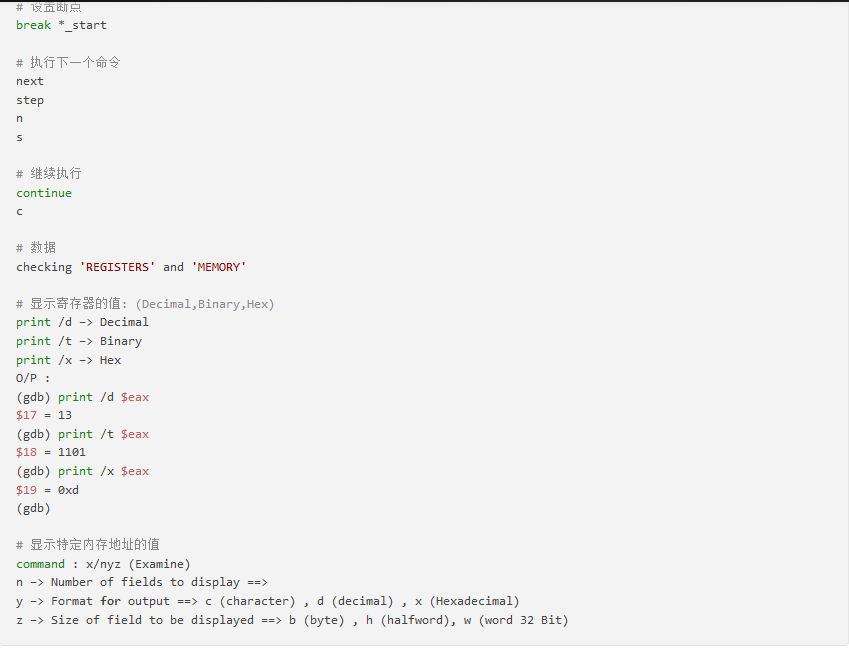 # 设置断点
break *_start
# 执行下一个命令
next
step
n
s
# 继续执行
continue
c
# 数据
checking 'REGISTERS' and 'MEMORY'
# 显示寄存器的值: (Decimal,Binary,Hex)
print /d –> Decimal
print /t –> Binary
print /x –> Hex
O/P :
(gdb) print /d $eax
$17 = 13
(gdb) print /t $eax
$18 = 1101
(gdb) print /x $eax
$19 = 0xd
(gdb)
# 显示特定内存地址的值
command : x/nyz (Examine)
n –> Number of fields to display ==>
y –> Format for output ==> c (character) , d (decimal) , x (Hexadecimal)
z –> Size of field to be displayed ==> b (byte) , h (halfword), w (word 32 Bit)